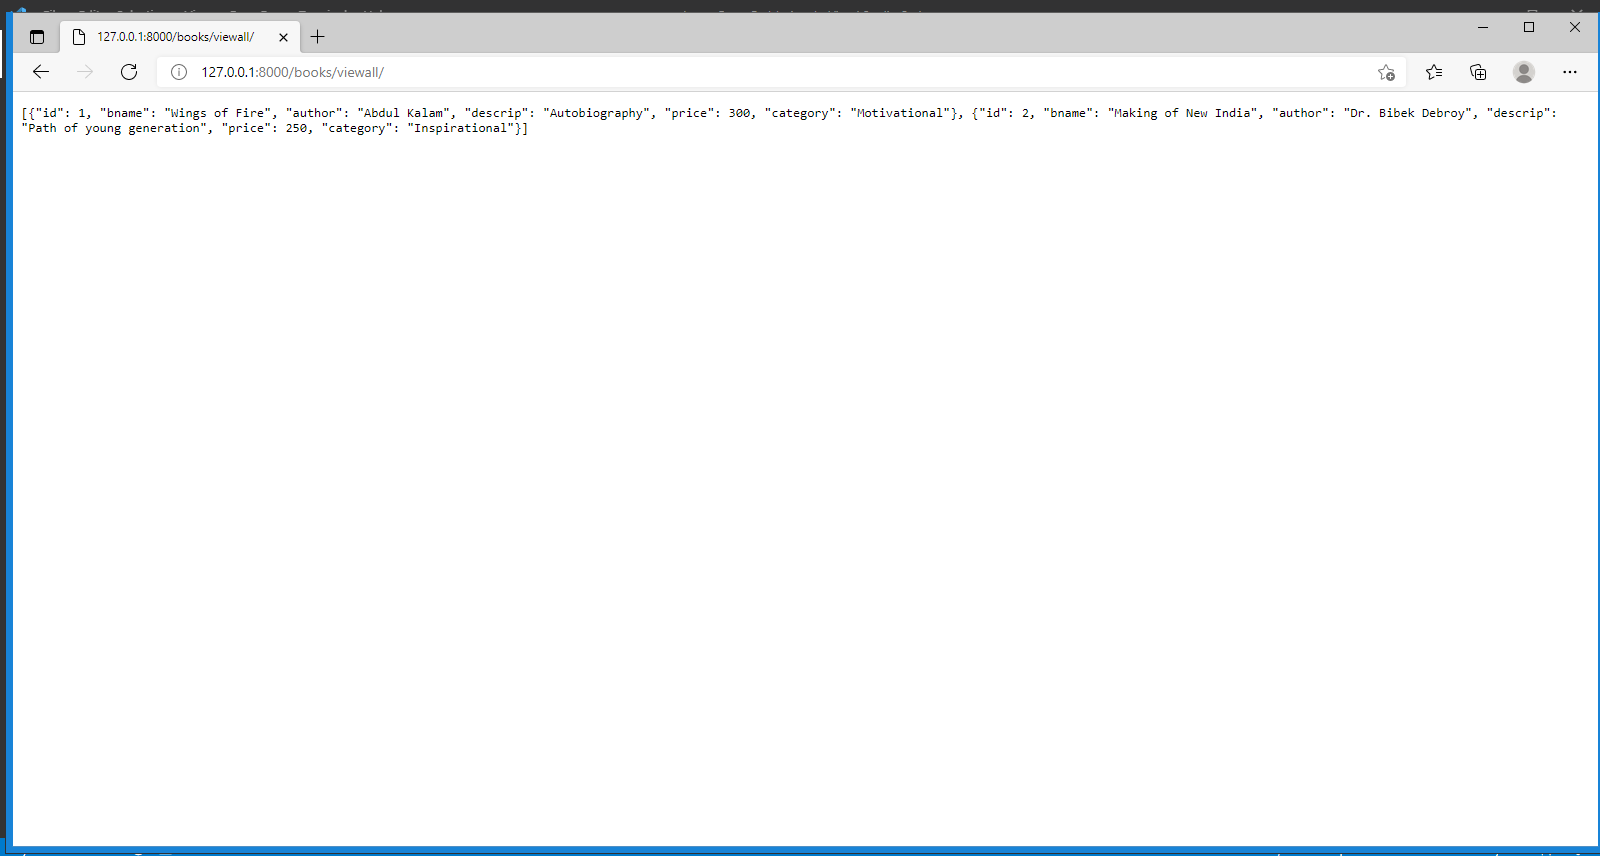 127.0.0.1:8000/books/viewall/
127.0.0.1:8000/books/viewall/
[{"id": 1, "bname": "Wings of Fire", "author": "Abdul Kalam", "descrip": "Autobiography", "price": 300, "category": "Motivational"}, {"id": 2, "bname": "Making of New India", "author": "Dr. Bibek Debroy", "descrip":
"Path of young generation", "price": 250, "category": "Inspirational"}]